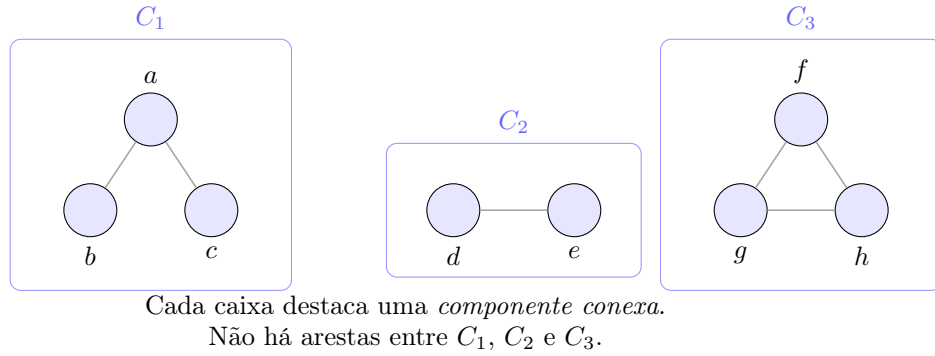 C₁
C₂
C₃
a
b
c
d
e
f
g
h
Cada caixa destaca uma componente conexa.
Não há arestas entre C₁, C₂ e C₃.